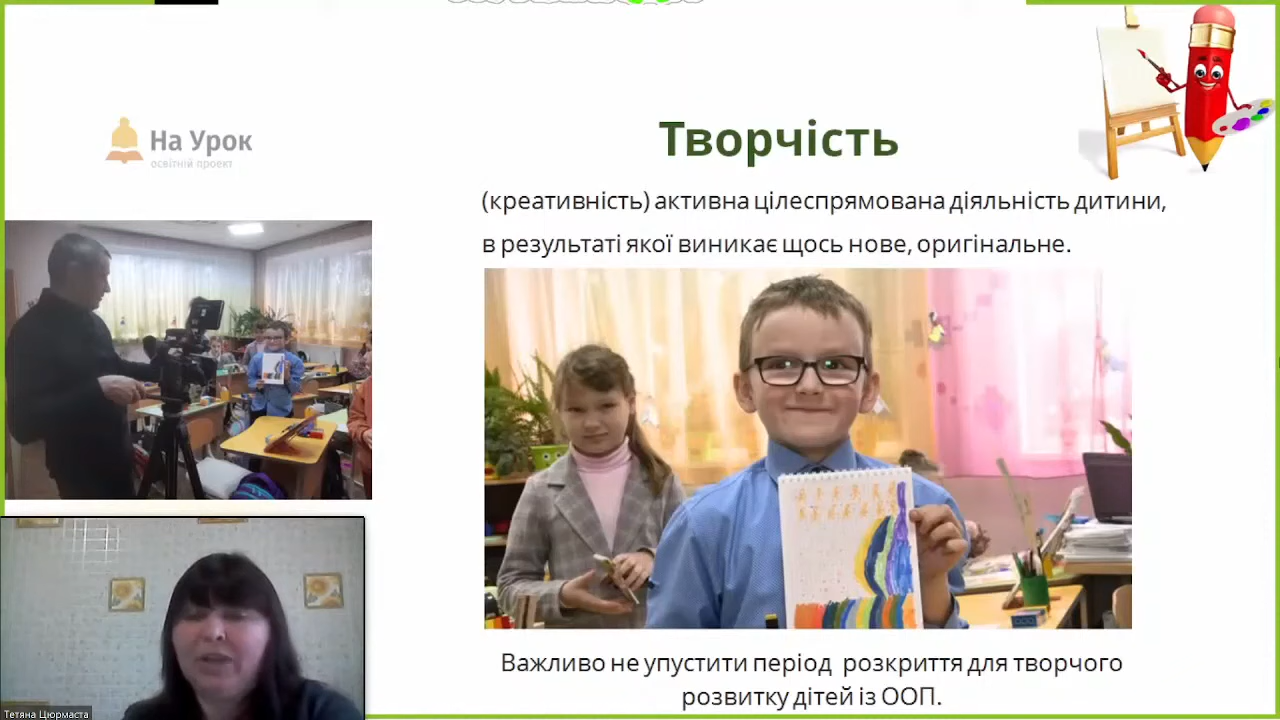 На Урок
освітній проект
Творчість
(креативність) активна цілеспрямована діяльність дитини,
в результаті якої виникає щось нове, оригінальне.
Важливо не упустити період розкриття для творчого
розвитку дітей із ООП.
Тетяна Цюрмаста